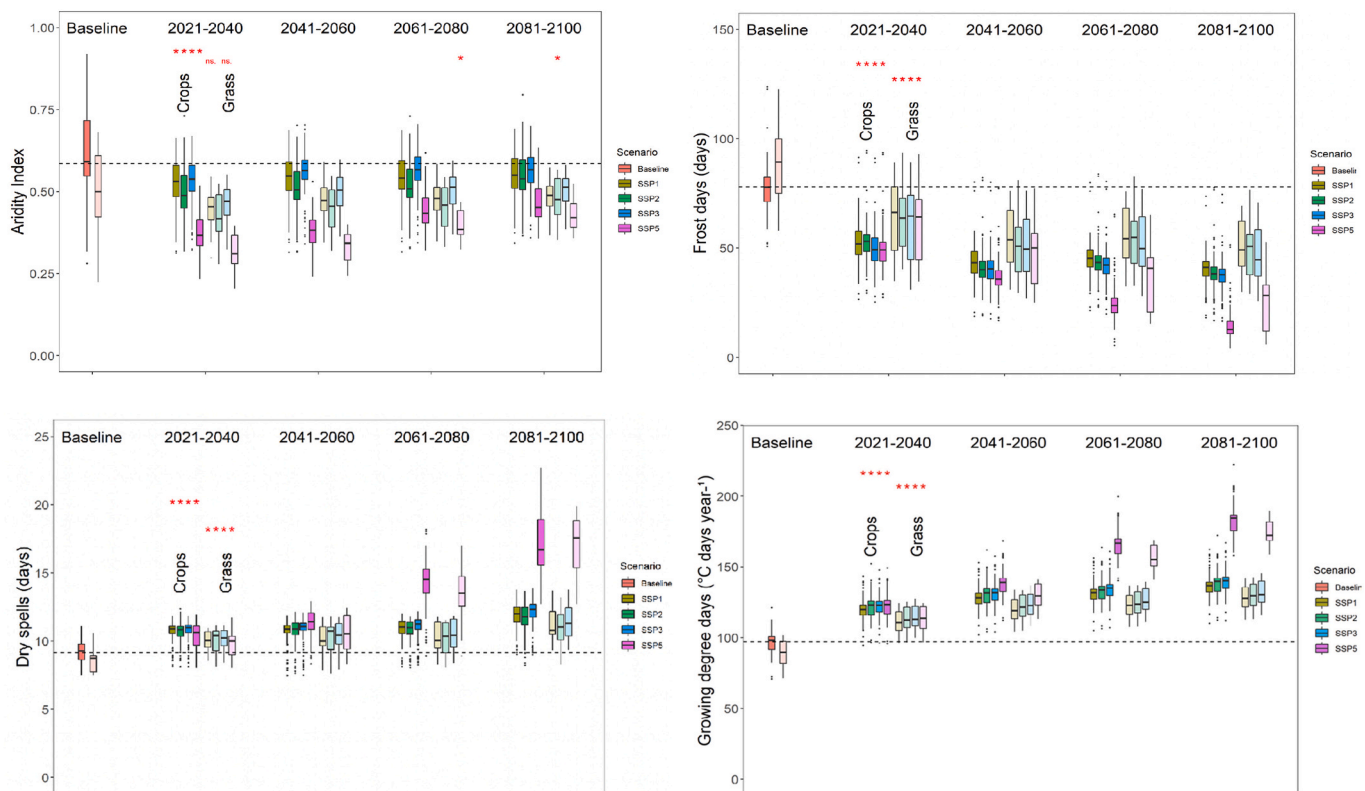 1.00
Baseline
2021-2040
2041-2060
2061-2080
2081-2100
* * * *
ns. ns.
*
*
Crops
Grass
0.75
0.50
0.25
0.00
Aridity Index
Scenario
Baseline
SSP1
SSP2
SSP3
SSP5
150
Baseline
2021-2040
2041-2060
2061-2080
2081-2100
* * * *
* * * *
Crops
Grass
100
50
0
Frost days (days)
Scenario
Baseline
SSP1
SSP2
SSP3
SSP5
25
Baseline
2021-2040
2041-2060
2061-2080
2081-2100
20
* * * *
* * * *
Crops
Grass
15
10
5
0
Dry spells (days)
Scenario
Baseline
SSP1
SSP2
SSP3
SSP5
250
Baseline
2021-2040
2041-2060
2061-2080
2081-2100
* * * *
* * * *
200
Crops
Grass
150
100
50
0
Growing degree days (°C days year-¹)
Scenario
Baseline
SSP1
SSP2
SSP3
SSP5